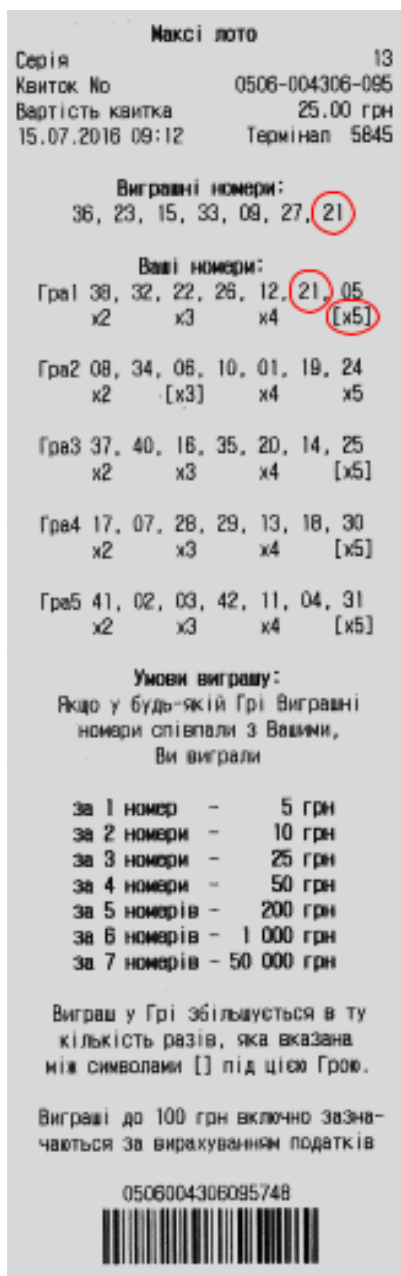 Максі лото
Серія 13
Квиток No 0506-004306-095
Вартість квитка 25.00 грн
15.07.2016 09:12 Термінал 5845
Виграшні номери:
36, 23, 15, 33, 09, 27, 21
Ваші номери:
Гра1 38, 32, 22, 26, 12, 21, 05
x2 x3 x4 [x5]
Гра2 08, 34, 06, 10, 01, 19, 24
x2 [x3] x4 x5
Гра3 37, 40, 16, 35, 20, 14, 25
x2 x3 x4 [x5]
Гра4 17, 07, 28, 29, 13, 18, 30
x2 x3 x4 [x5]
Гра5 41, 02, 03, 42, 11, 04, 31
x2 x3 x4 [x5]
Умови виграшу:
Якщо у будь-якій Грі Виграшні
номери співпали з Вашими,
Ви виграли
за 1 номер - 5 грн
за 2 номери - 10 грн
за 3 номери - 25 грн
за 4 номери - 50 грн
за 5 номерів - 200 грн
за 6 номерів - 1 000 грн
за 7 номерів - 50 000 грн
Виграш у Грі збільшується в ту
кількість разів, яка вказана
між символами [] під цією Грою.
Виграші до 100 грн включно зазна-
чаються за вирахуванням податків
0506004306095748